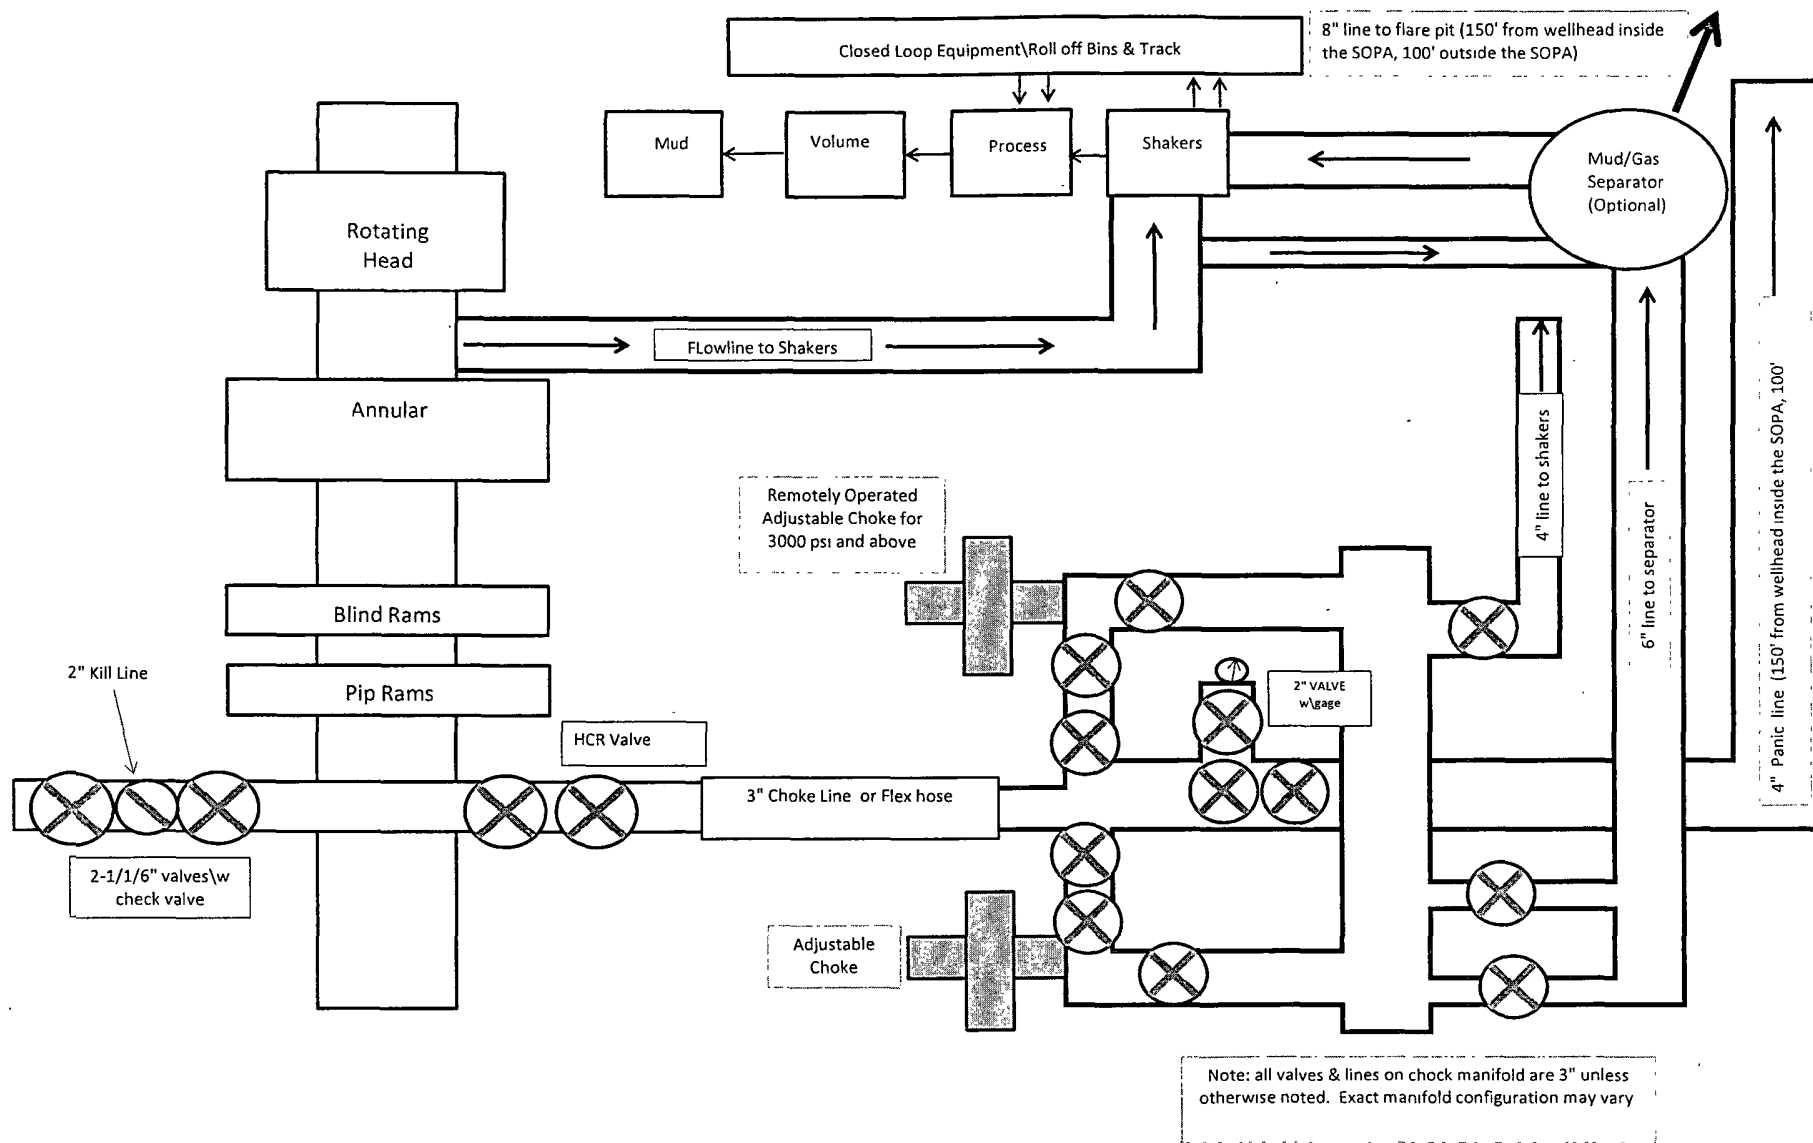 Closed Loop Equipment\Roll off Bins & Track
8" line to flare pit (150' from wellhead inside
the SOPA, 100' outside the SOPA)
Mud
Volume
Process
Shakers
Mud/Gas
Separator
(Optional)
Rotating
Head
FLowline to Shakers
Annular
Remotely Operated
Adjustable Choke for
3000 psi and above
4" line to shakers
6" line to separator
4" Panic line (150' from wellhead inside the SOPA, 100'
Blind Rams
2" Kill Line
Pip Rams
2" VALVE
w\gage
HCR Valve
3" Choke Line or Flex hose
2-1/1/6" valves\w
check valve
Adjustable
Choke
Note: all valves & lines on chock manifold are 3" unless
otherwise noted. Exact manifold configuration may vary